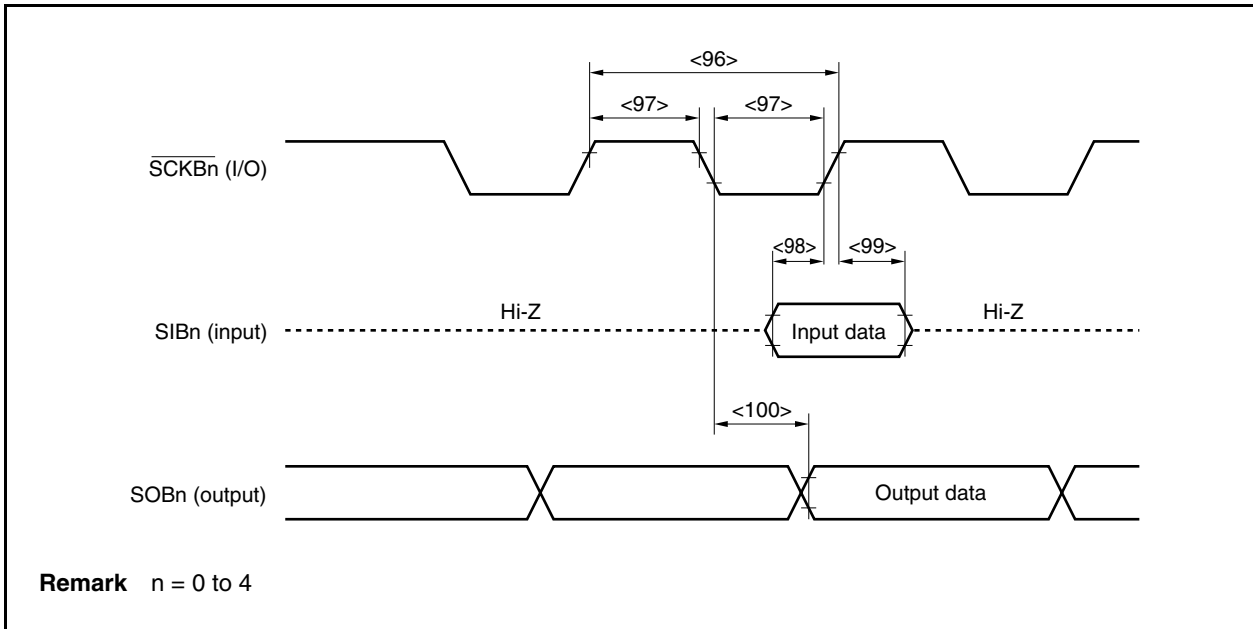 <96>
<97> <97>
SCKBn (I/O)
<98> <99>
Hi-Z Hi-Z
SIBn (input) Input data
<100>
SOBn (output) Output data
Remark n = 0 to 4